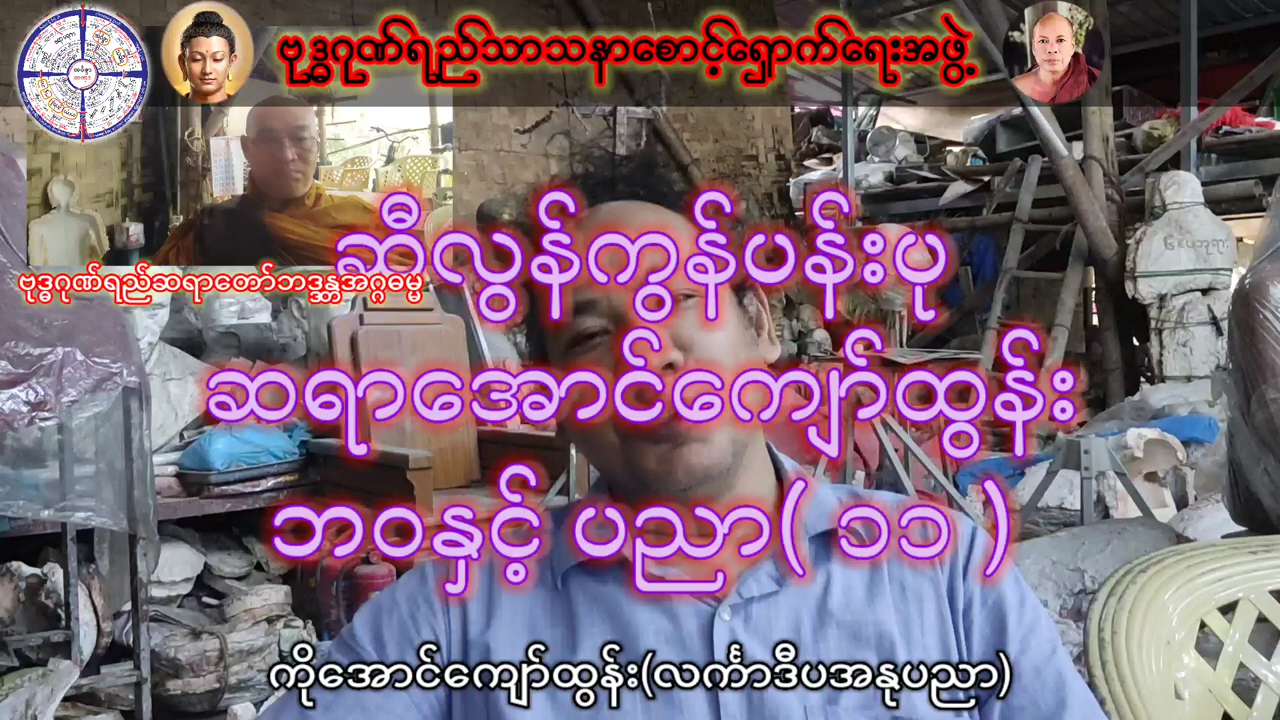 ဗုဒ္ဓဂုဏ်ရည်သာသနာစောင့်ရှောက်ရေးအဖွဲ့
ဗုဒ္ဓဂုဏ်ရည်ဆရာတော်ဘဒ္ဒန္တအဂ္ဂဓမ္မ
ဆီလွန်ကွန်ပန်းပု
ဆရာအောင်ကျော်ထွန်း
ဘဝနှင့် ပညာ( ၁၁ )
ကိုအောင်ကျော်ထွန်း(လင်္ကာဒီပအနုပညာ)